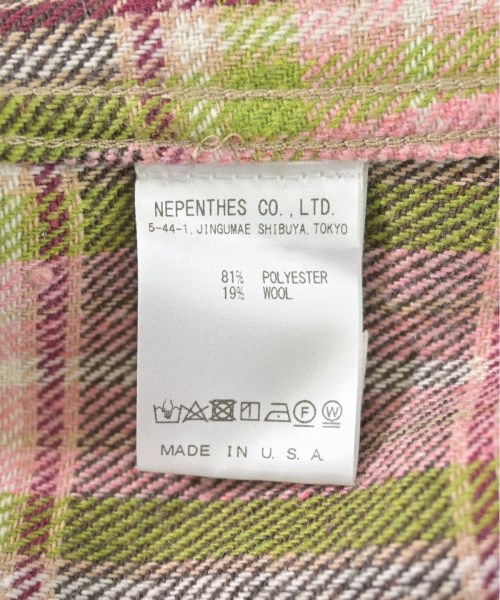 NEPENTHES CO.,LTD.
5-44-1, JINGUMAE SHIBUYA, TOKYO
81% POLYESTER
19% WOOL
F W
MADE IN U.S.A.